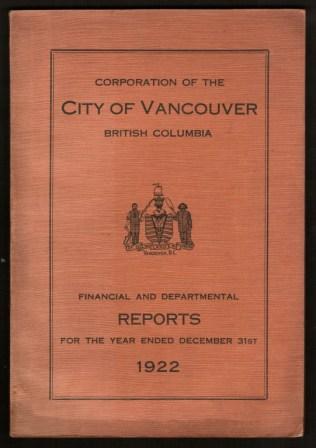 CORPORATION OF THE
CITY OF VANCOUVER
BRITISH COLUMBIA
VANCOUVER, B.C.
FINANCIAL AND DEPARTMENTAL
REPORTS
FOR THE YEAR ENDED DECEMBER 31ST
1922